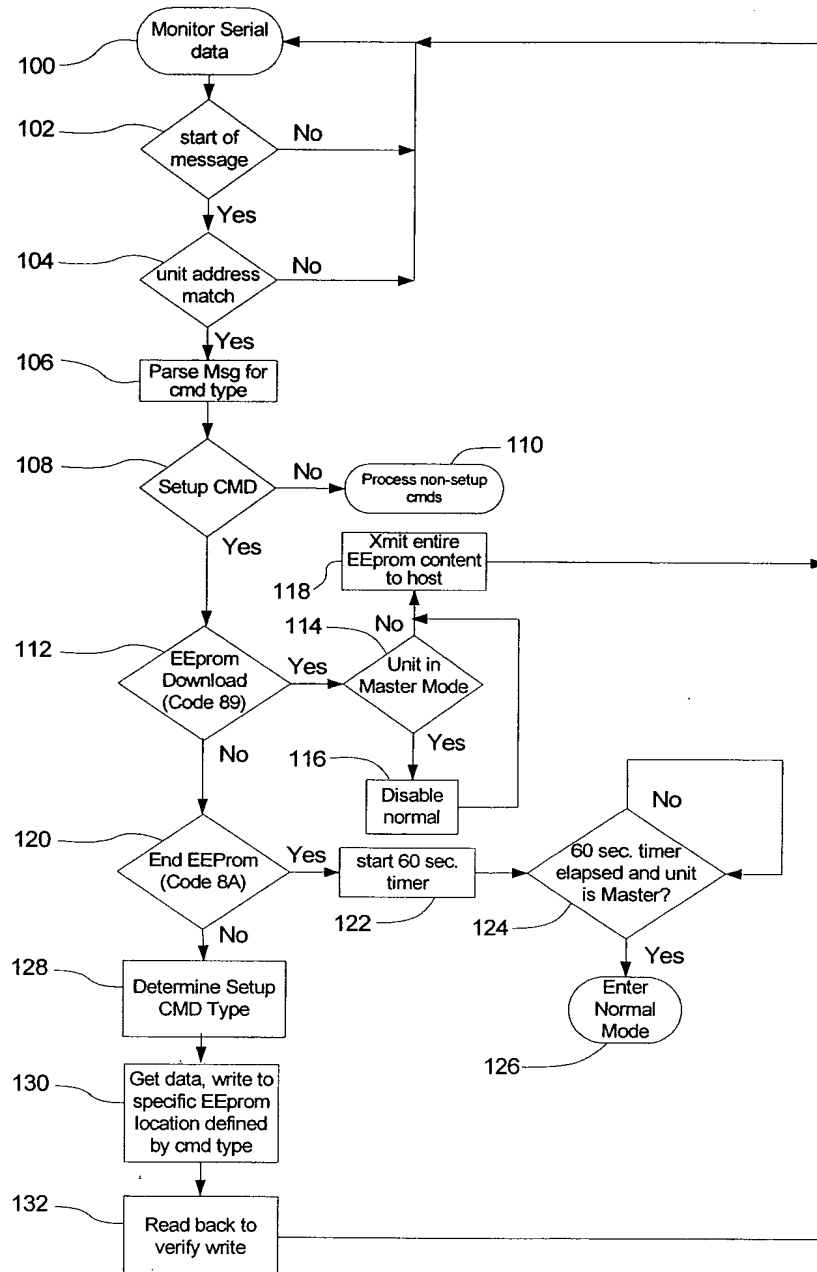 Monitor Serial
data
100
102
start of
message
No
Yes
104
unit address
match
No
Yes
106
Parse Msg for
cmd type
108
Setup CMD
No
110
Process non-setup
cmds
Yes
Xmit entire
EEprom content
to host
118
112
EEprom
Download
(Code 89)
Yes
114
No
Unit in
Master Mode
Yes
116
Disable
normal
No
120
End EEProm
(Code 8A)
Yes
start 60 sec.
timer
122
No
60 sec. timer
elapsed and unit
is Master?
124
Yes
Enter
Normal
Mode
126
No
128
Determine Setup
CMD Type
130
Get data, write to
specific EEprom
location defined
by cmd type
132
Read back to
verify write